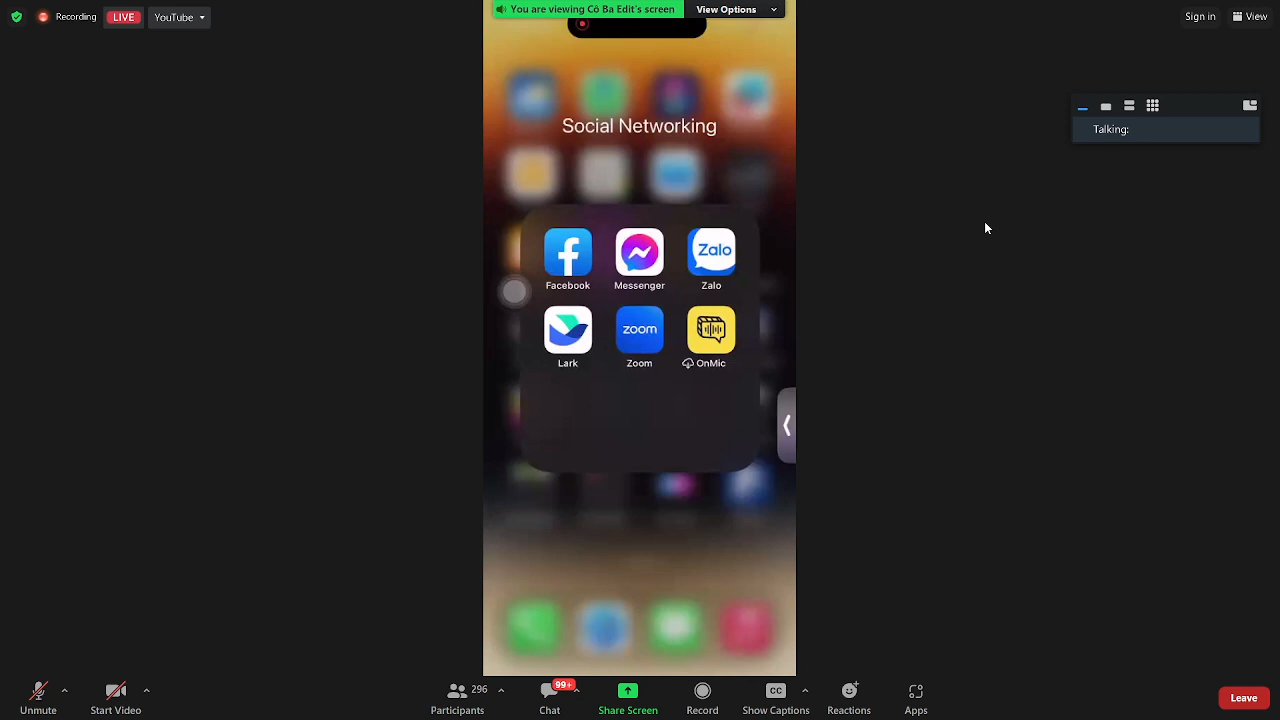 Recording
LIVE
YouTube
You are viewing Cô Ba Edit's screen
View Options
Sign in
View
Talking:
Social Networking
Zalo
Facebook
Messenger
Zalo
zoom
Lark
Zoom
OnMic
Unmute
Start Video
296
Participants
99+
Chat
Share Screen
Record
CC
Show Captions
Reactions
Apps
Leave